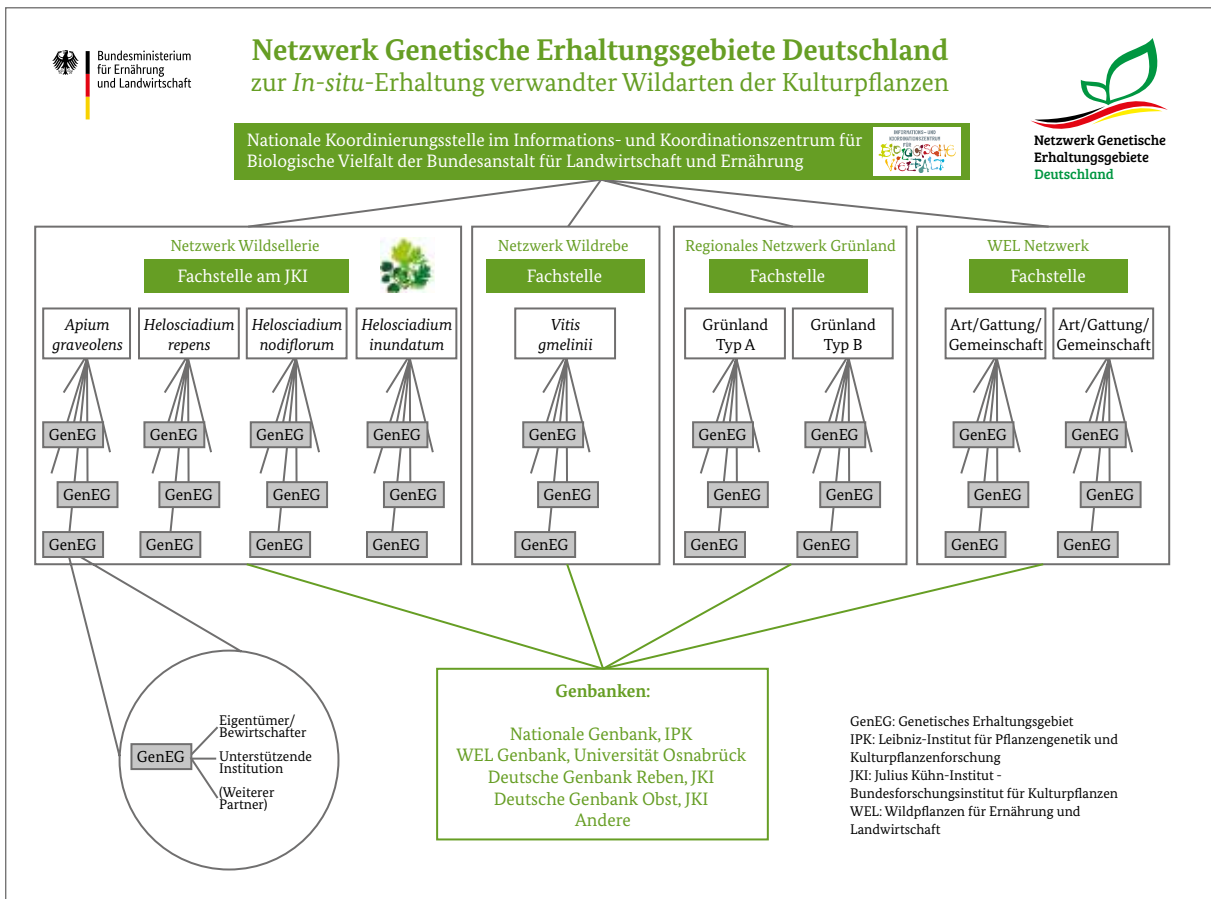 Bundesministerium
für Ernährung
und Landwirtschaft
Netzwerk Genetische Erhaltungsgebiete Deutschland
zur In-situ-Erhaltung verwandter Wildarten der Kulturpflanzen
Netzwerk Genetische
Erhaltungsgebiete
Deutschland
Nationale Koordinierungsstelle im Informations- und Koordinationszentrum für
Biologische Vielfalt der Bundesanstalt für Landwirtschaft und Ernährung
INFORMATIONS- UND
KOORDINATIONSZENTRUM
FÜR
BIOLOGISCHE
VIELFALT
Netzwerk Wildsellerie
Fachstelle am JKI
Apium
graveolens
Helosciadium
repens
Helosciadium
nodiflorum
Helosciadium
inundatum
GenEG
GenEG
GenEG
GenEG
GenEG
GenEG
GenEG
GenEG
GenEG
GenEG
GenEG
GenEG
Netzwerk Wildrebe
Fachstelle
Vitis
gmelinii
GenEG
GenEG
GenEG
Regionales Netzwerk Grünland
Fachstelle
Grünland
Typ A
Grünland
Typ B
GenEG
GenEG
GenEG
GenEG
GenEG
GenEG
WEL Netzwerk
Fachstelle
Art/Gattung/
Gemeinschaft
Art/Gattung/
Gemeinschaft
GenEG
GenEG
GenEG
GenEG
GenEG
GenEG
GenEG
Eigentümer/
Bewirtschafter
Unterstützende
Institution
(Weiterer
Partner)
Genbanken:
Nationale Genbank, IPK
WEL Genbank, Universität Osnabrück
Deutsche Genbank Reben, JKI
Deutsche Genbank Obst, JKI
Andere
GenEG: Genetisches Erhaltungsgebiet
IPK: Leibniz-Institut für Pflanzengenetik und
Kulturpflanzenforschung
JKI: Julius Kühn-Institut -
Bundesforschungsinstitut für Kulturpflanzen
WEL: Wildpflanzen für Ernährung und
Landwirtschaft